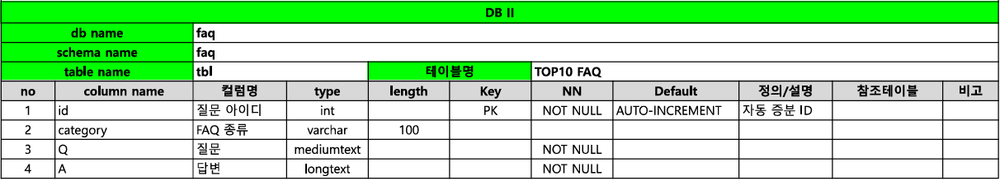 DB II
db name faq
schema name faq
table name tbl 테이블명 TOP10 FAQ
no column name 컬럼명 type length Key NN Default 정의/설명 참조테이블 비고
1 id 질문 아이디 int PK NOT NULL AUTO-INCREMENT 자동 증분 ID
2 category FAQ 종류 varchar 100
3 Q 질문 mediumtext NOT NULL
4 A 답변 longtext NOT NULL